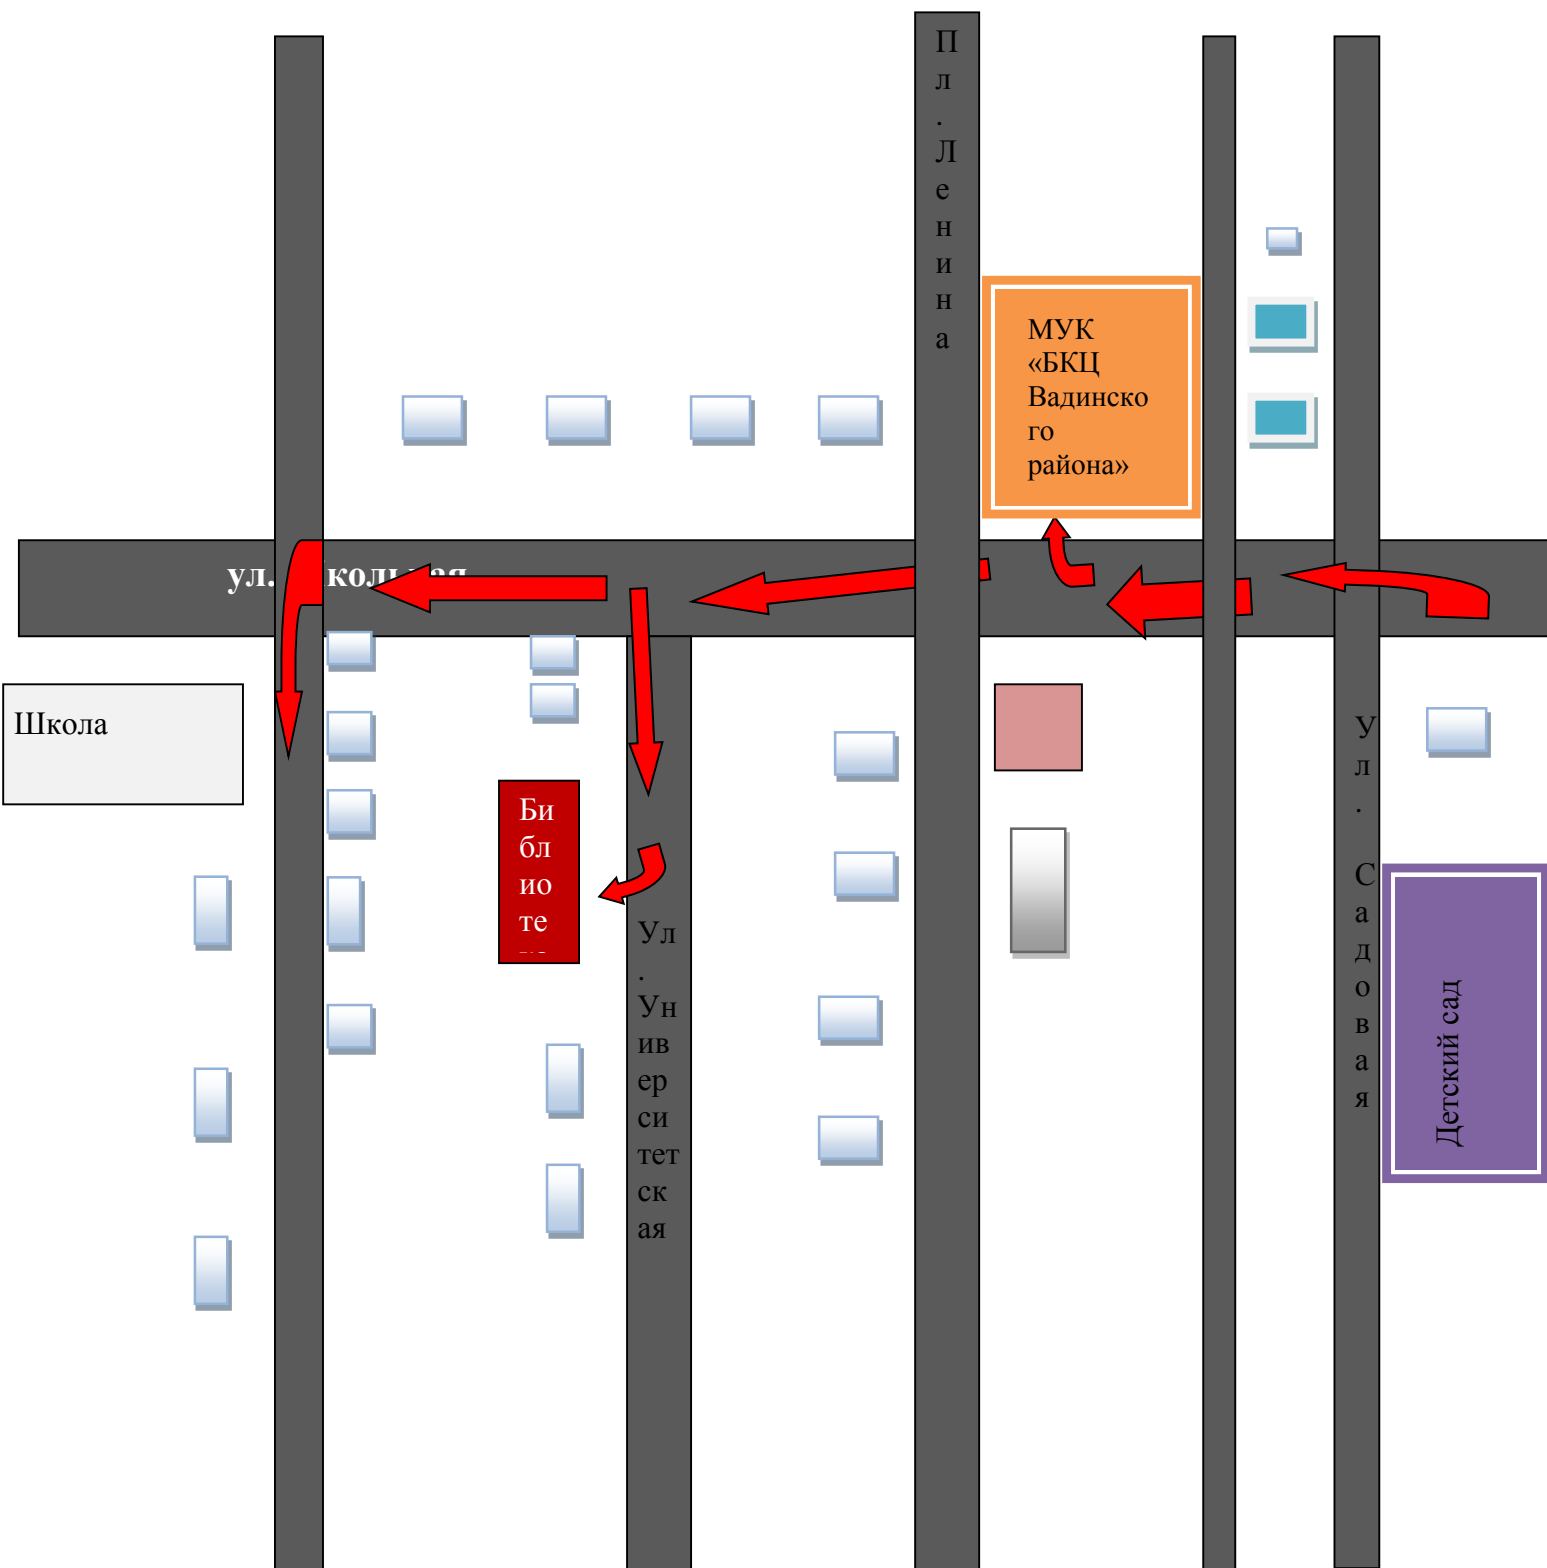 Пл.Ленина
МУК
«БКЦ
Вадинско
го
района»
ул.
Школа
Би
бл
ио
те
Ул
.
Ун
ив
ер
си
тет
ск
ая
Ул. Садовая
Детский сад